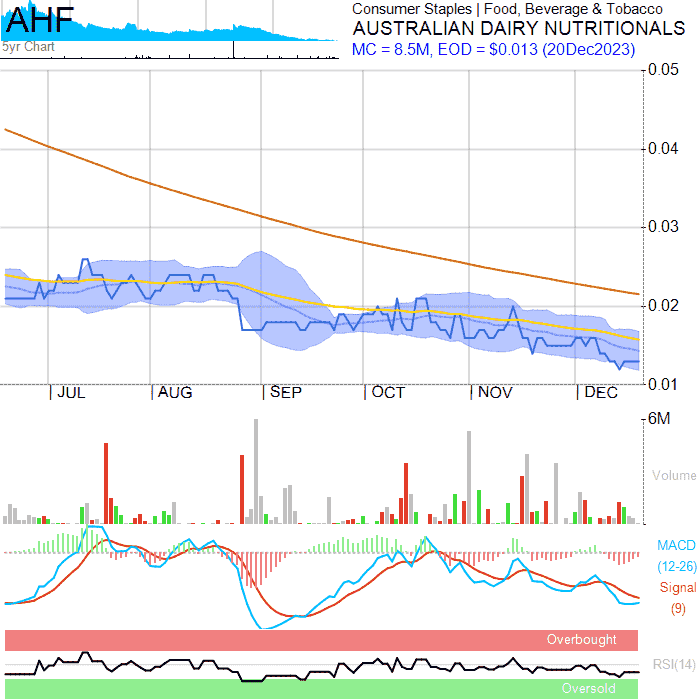 AHF
5yr Chart
Consumer Staples | Food, Beverage & Tobacco
AUSTRALIAN DAIRY NUTRITIONALS
MC = 8.5M, EOD = $0.013 (20Dec2023)
0.05
0.04
0.03
0.02
0.01
JUL AUG SEP OCT NOV DEC
6M
Volume
MACD
(12-26)
Signal
(9)
Overbought
RSI(14)
Oversold